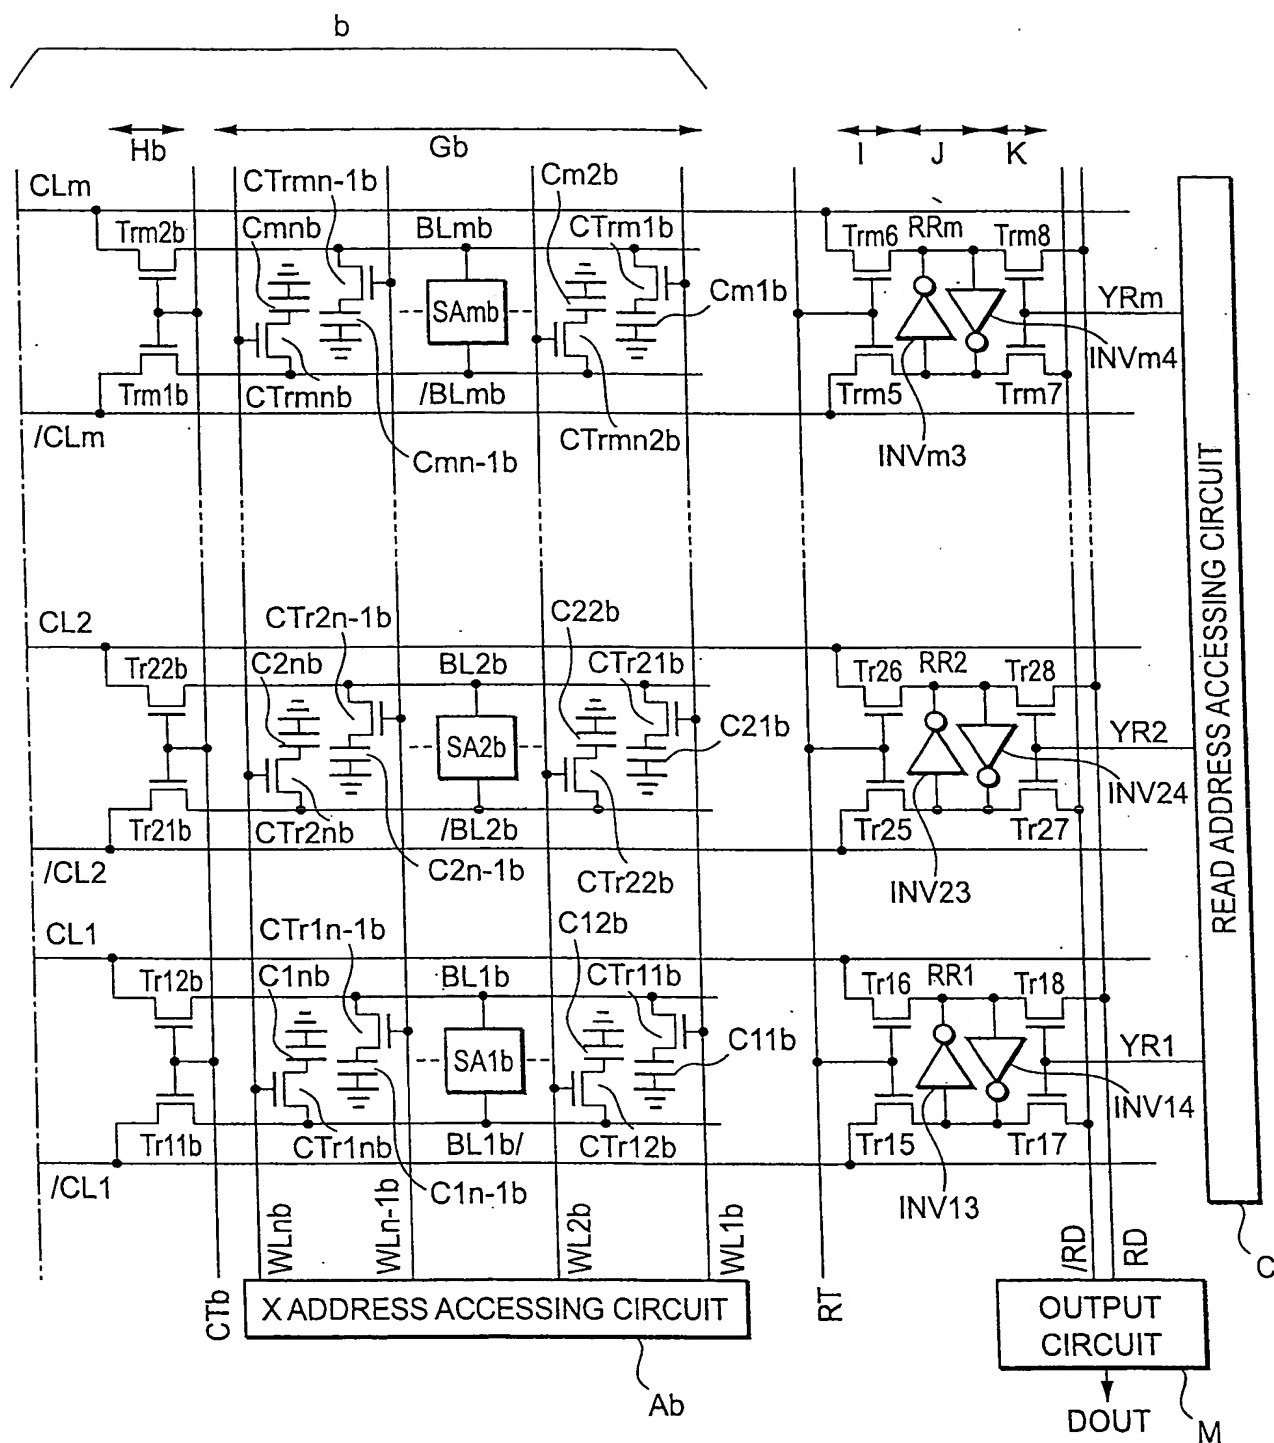 b
Hb
Gb
I
J
K
CLm
CTrmn-1b
Cm2b
Trm2b
Cmnb
BLmb
CTrm1b
Trm6
RRm
Trm8
SAmb
Cm1b
YRm
INVm4
Trm1b
CTrmnb
/BLmb
Trm5
Trm7
/CLm
Cmn-1b
CTrmn2b
INVm3
READ ADDRESS ACCESSING CIRCUIT
CL2
CTr2n-1b
C22b
Tr22b
C2nb
BL2b
CTr21b
Tr26
RR2
Tr28
SA2b
C21b
YR2
INV24
Tr21b
CTr2nb
/BL2b
Tr25
Tr27
/CL2
C2n-1b
CTr22b
INV23
CL1
CTr1n-1b
C12b
Tr12b
C1nb
BL1b
CTr11b
Tr16
RR1
Tr18
SA1b
C11b
YR1
INV14
Tr11b
CTr1nb
BL1b/
CTr12b
Tr15
Tr17
/CL1
C1n-1b
INV13
CTb
WLnb
WLn-1b
WL2b
WL1b
RT
/RD
RD
C
X ADDRESS ACCESSING CIRCUIT
OUTPUT
CIRCUIT
Ab
DOUT
M